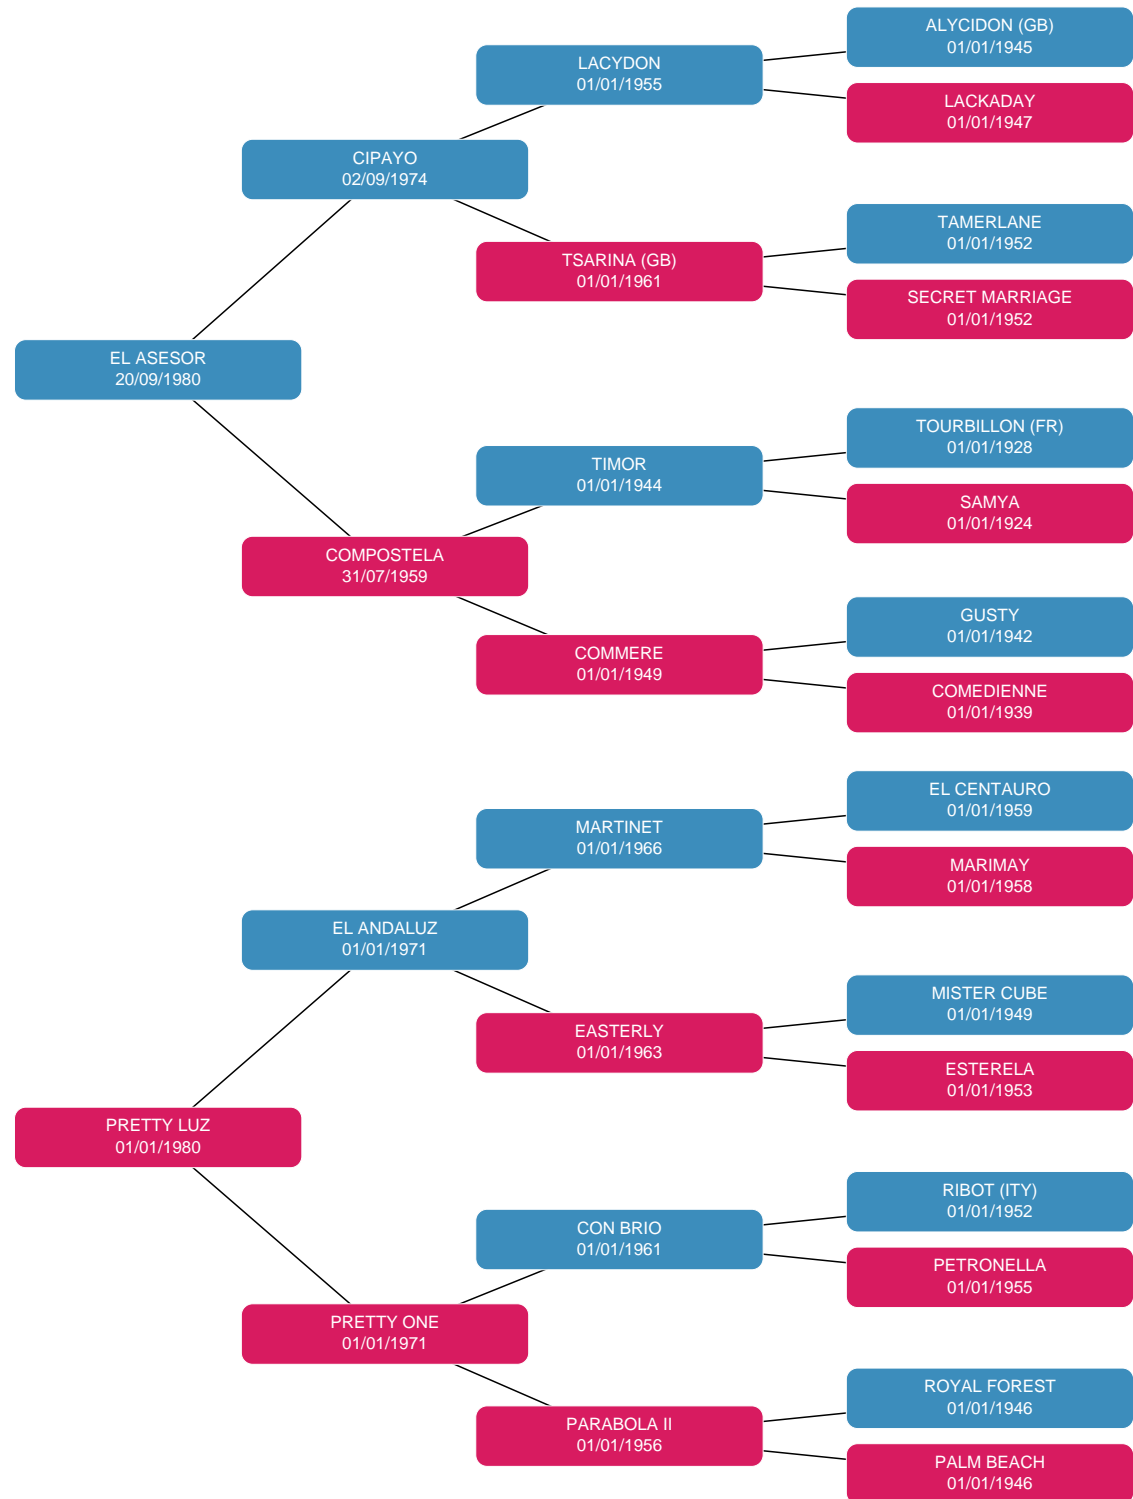 ALYCIDON (GB)
01/01/1945
LACYDON
01/01/1955
LACKADAY
01/01/1947
CIPAYO
02/09/1974
TAMERLANE
01/01/1952
TSARINA (GB)
01/01/1961
SECRET MARRIAGE
01/01/1952
EL ASESOR
20/09/1980
TOURBILLON (FR)
01/01/1928
TIMOR
01/01/1944
SAMYA
01/01/1924
COMPOSTELA
31/07/1959
GUSTY
01/01/1942
COMMERE
01/01/1949
COMEDIENNE
01/01/1939
EL CENTAURO
01/01/1959
MARTINET
01/01/1966
MARIMAY
01/01/1958
EL ANDALUZ
01/01/1971
MISTER CUBE
01/01/1949
EASTERLY
01/01/1963
ESTERELA
01/01/1953
PRETTY LUZ
01/01/1980
RIBOT (ITY)
01/01/1952
CON BRIO
01/01/1961
PETRONELLA
01/01/1955
PRETTY ONE
01/01/1971
ROYAL FOREST
01/01/1946
PARABOLA II
01/01/1956
PALM BEACH
01/01/1946